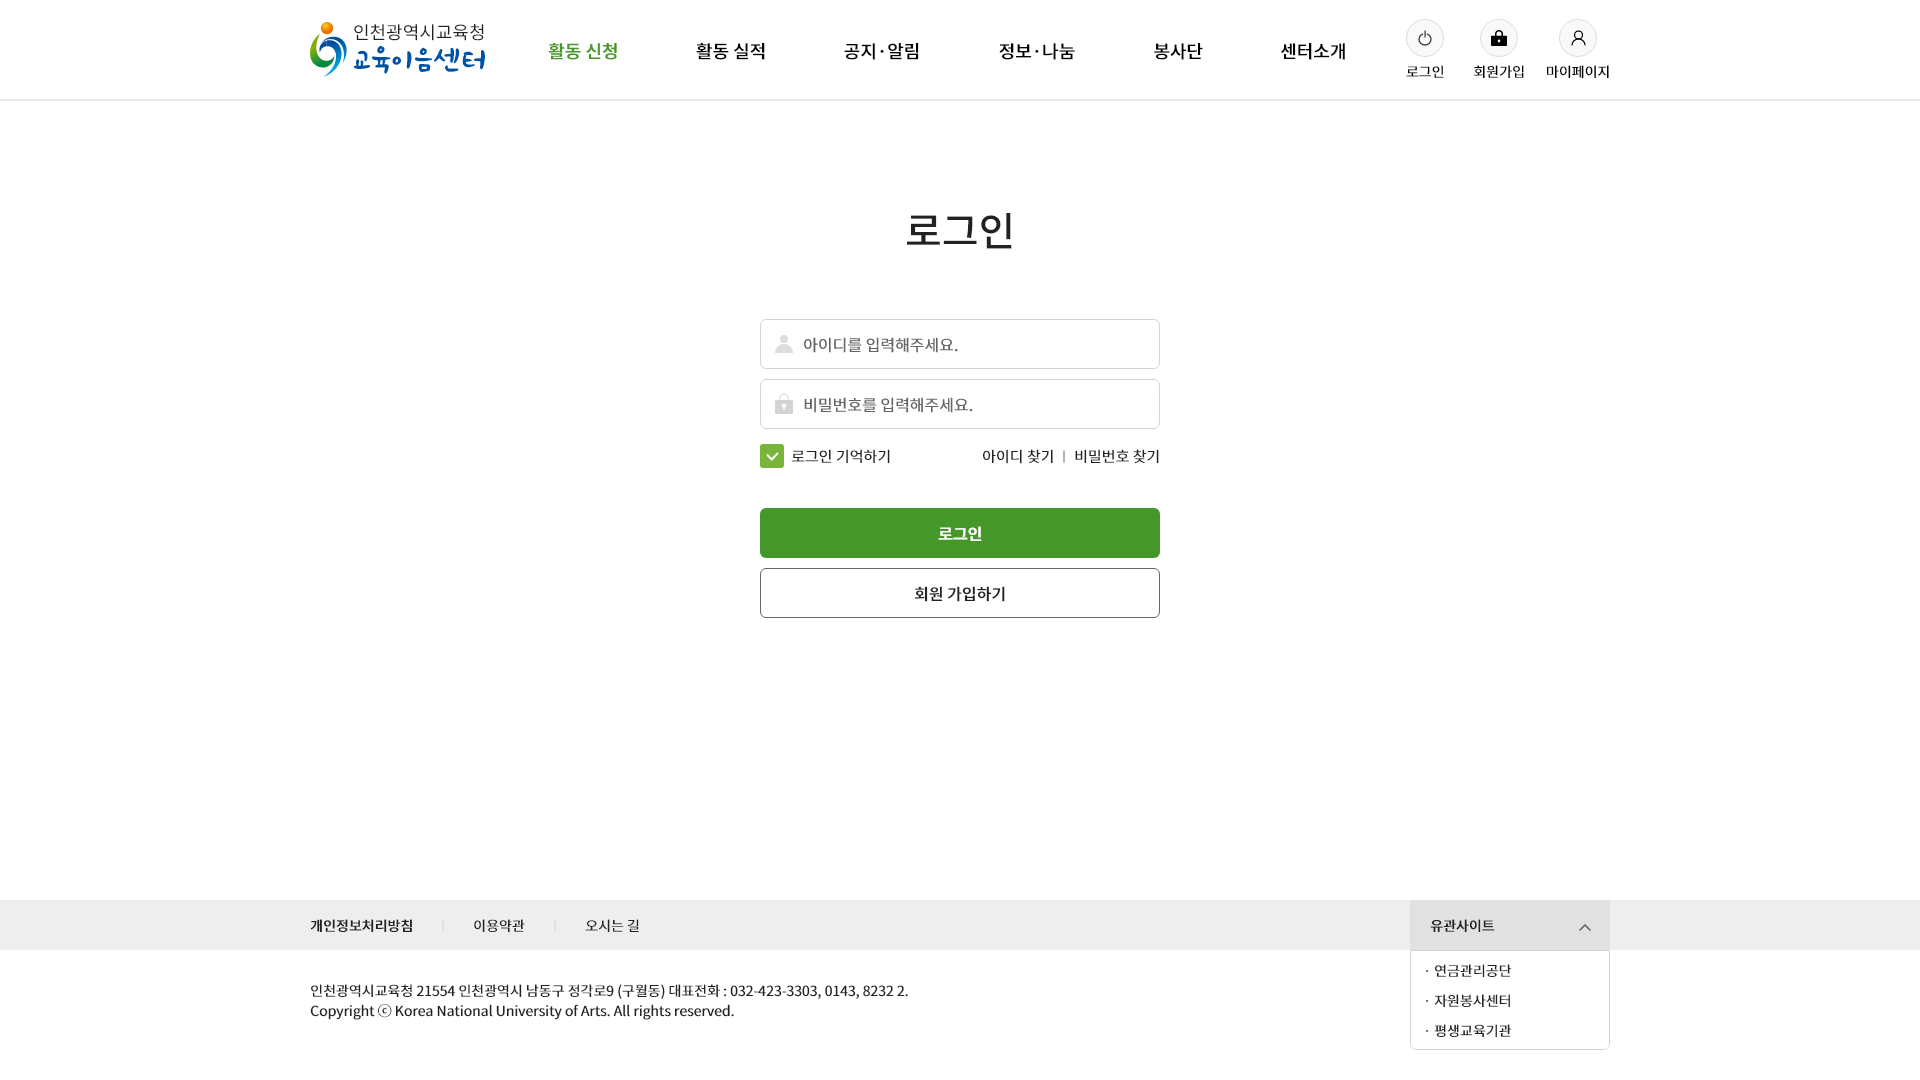 인천광역시교육청
교육이음센터
활동 신청
활동 실적
공지·알림
정보·나눔
봉사단
센터소개
로그인
회원가입
마이페이지
로그인
아이디를 입력해주세요.
비밀번호를 입력해주세요.
로그인 기억하기
아이디 찾기 | 비밀번호 찾기
로그인
회원 가입하기
개인정보처리방침 | 이용약관 | 오시는 길
유관사이트
· 연금관리공단
· 자원봉사센터
· 평생교육기관
인천광역시교육청 21554 인천광역시 남동구 정각로9 (구월동) 대표전화 : 032-423-3303, 0143, 8232 2.
Copyright ⓒ Korea National University of Arts. All rights reserved.